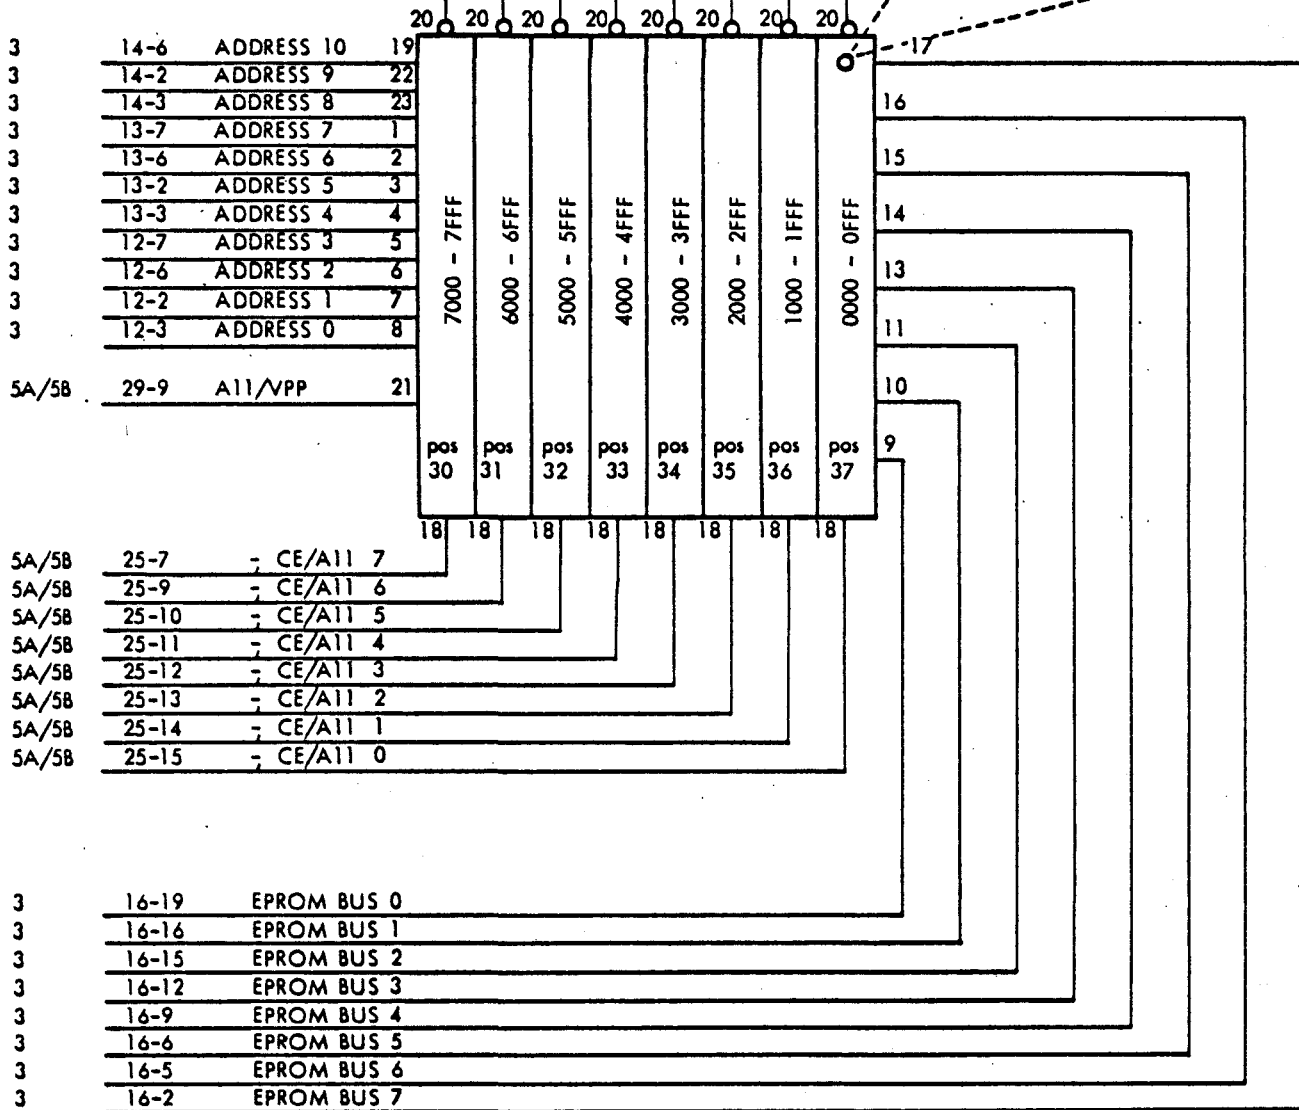 20 20 20 20 20 20 20 20
3 14-6 ADDRESS 10 19 17
3 14-2 ADDRESS 9 22
3 14-3 ADDRESS 8 23 16
3 13-7 ADDRESS 7 1
3 13-6 ADDRESS 6 2 15
3 13-2 ADDRESS 5 3
3 13-3 ADDRESS 4 4 14
3 12-7 ADDRESS 3 5
3 12-6 ADDRESS 2 6 13
3 12-2 ADDRESS 1 7
3 12-3 ADDRESS 0 8 11
7000 - 7FFF
6000 - 6FFF
5000 - 5FFF
4000 - 4FFF
3000 - 3FFF
2000 - 2FFF
1000 - 1FFF
0000 - 0FFF
5A/5B 29-9 A11/VPP 21 10
9
pos pos pos pos pos pos pos pos
30 31 32 33 34 35 36 37
18 18 18 18 18 18 18 18
5A/5B 25-7 -, CE/A11 7
5A/5B 25-9 -, CE/A11 6
5A/5B 25-10 -, CE/A11 5
5A/5B 25-11 -, CE/A11 4
5A/5B 25-12 -, CE/A11 3
5A/5B 25-13 -, CE/A11 2
5A/5B 25-14 -, CE/A11 1
5A/5B 25-15 -, CE/A11 0
3 16-19 EPROM BUS 0
3 16-16 EPROM BUS 1
3 16-15 EPROM BUS 2
3 16-12 EPROM BUS 3
3 16-9 EPROM BUS 4
3 16-6 EPROM BUS 5
3 16-5 EPROM BUS 6
3 16-2 EPROM BUS 7